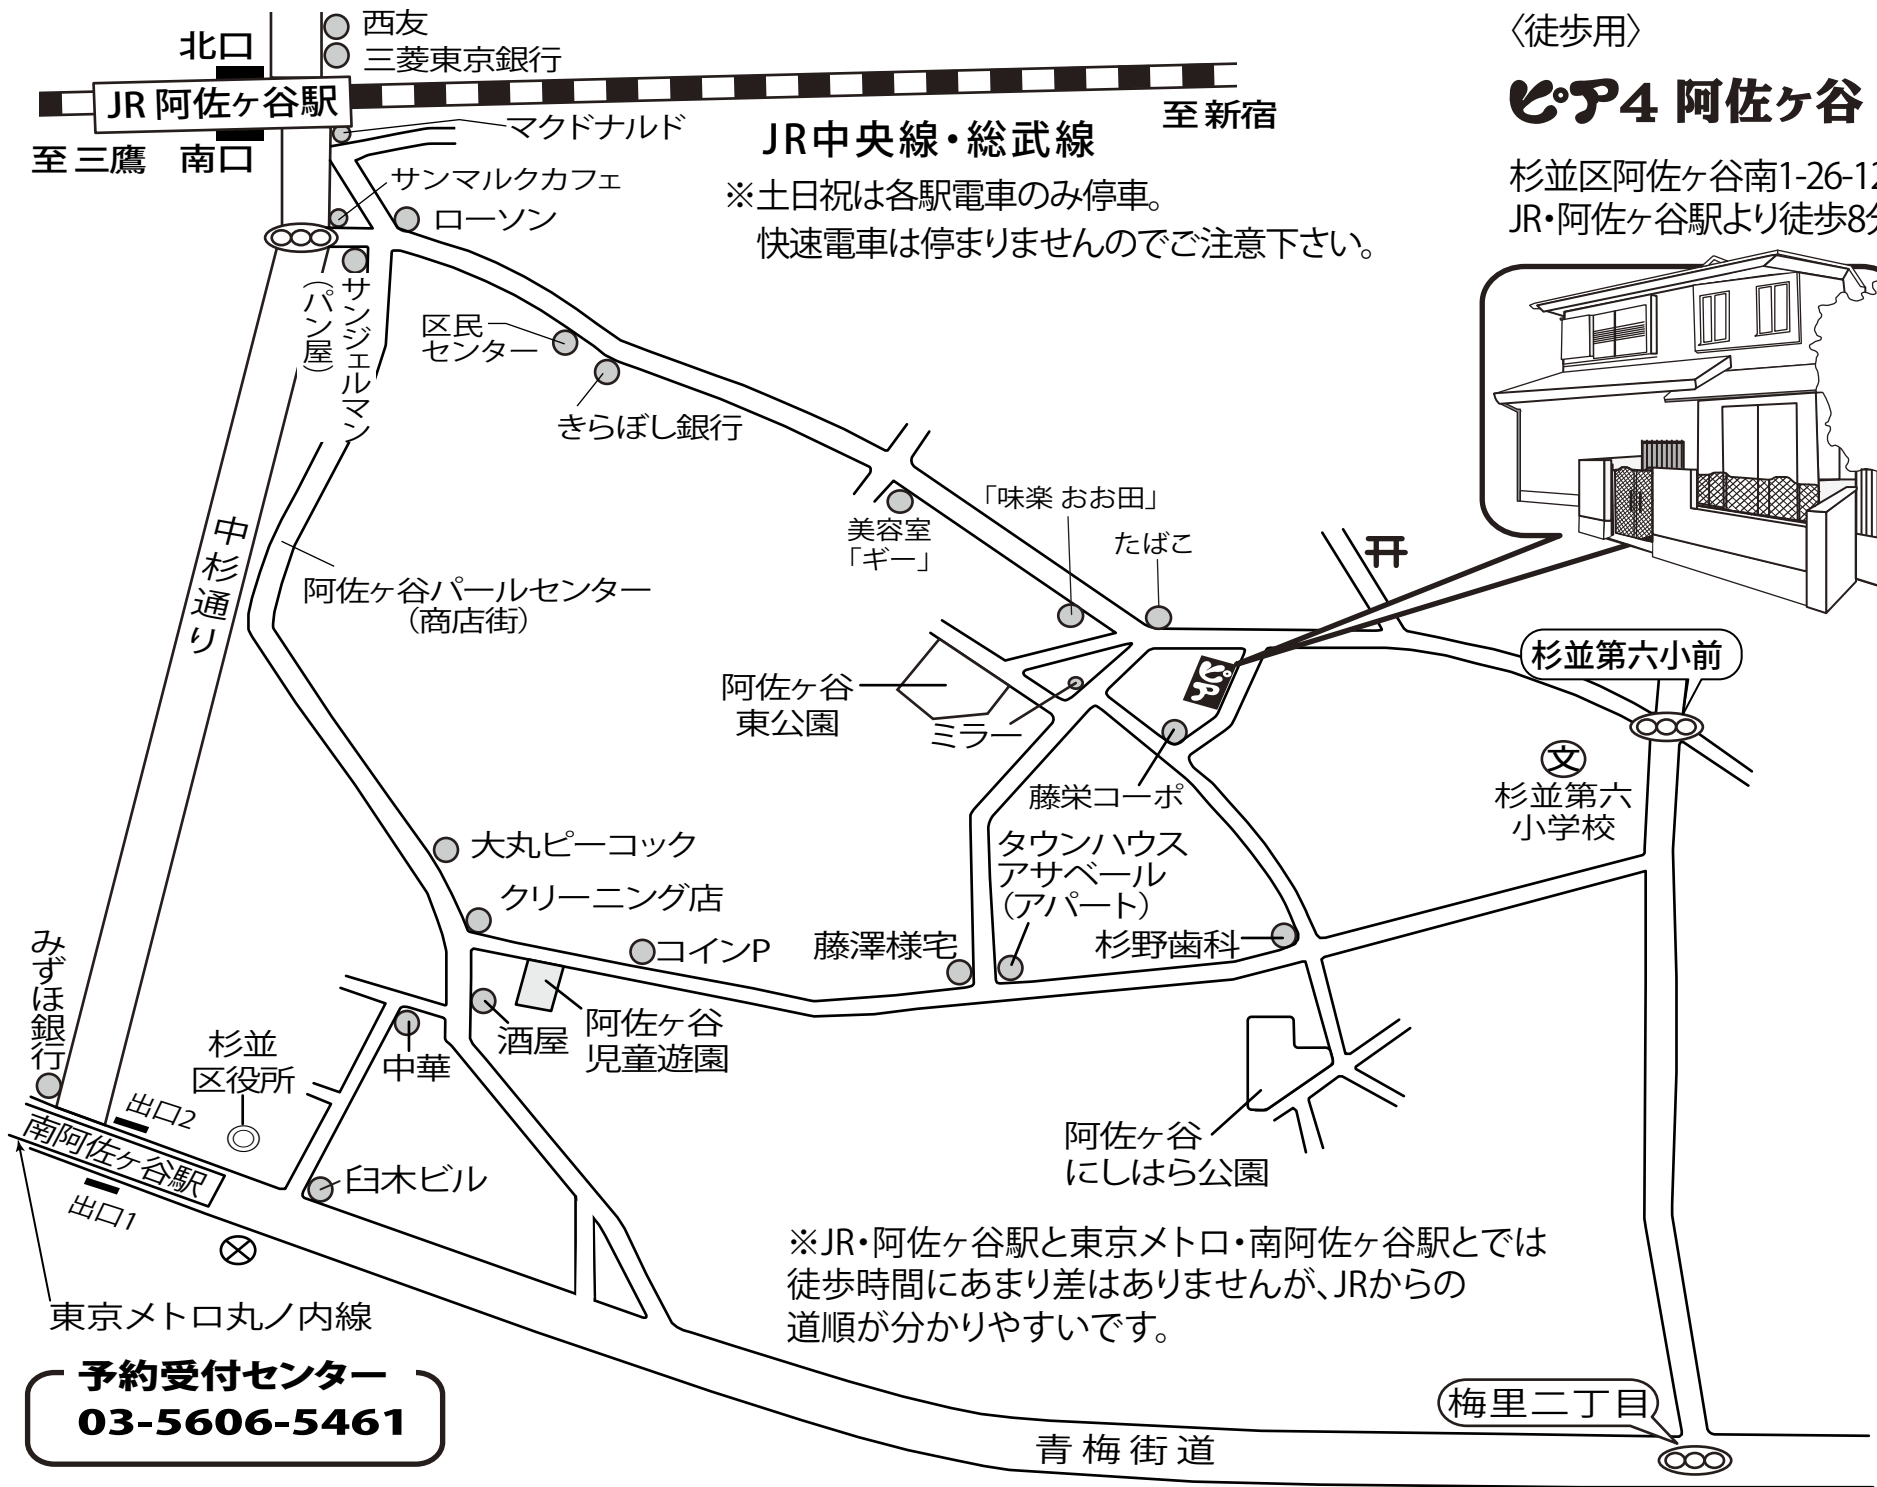 西友
三菱東京銀行
北口
JR 阿佐ヶ谷駅
至 三鷹
南口
マクドナルド
サンマルクカフェ
ローソン
JR中央線・総武線
至 新宿
※土日祝は各駅電車のみ停車。
快速電車は停まりませんのでご注意下さい。
〈徒歩用〉
ピア4 阿佐ヶ谷
杉並区阿佐ヶ谷南1-26-12
JR・阿佐ヶ谷駅より徒歩8分
サンジェルマン
（パン屋）
区民
センター
きらぼし銀行
美容室
「ギー」
「味楽 おお田」
たばこ
中杉通り
阿佐ヶ谷パールセンター
（商店街）
阿佐ヶ谷
東公園
ミラー
ピア
杉並第六小前
藤栄コーポ
文
杉並第六
小学校
タウンハウス
アサベール
（アパート）
大丸ピーコック
クリーニング店
コインP
藤澤様宅
杉野歯科
みずほ銀行
杉並
区役所
中華
酒屋
阿佐ヶ谷
児童遊園
出口2
南阿佐ヶ谷駅
出口1
臼木ビル
阿佐ヶ谷
にしはら公園
東京メトロ丸ノ内線
※JR・阿佐ヶ谷駅と東京メトロ・南阿佐ヶ谷駅とでは
徒歩時間にあまり差はありませんが、JRからの
道順が分かりやすいです。
予約受付センター
03-5606-5461
青梅街道
梅里二丁目